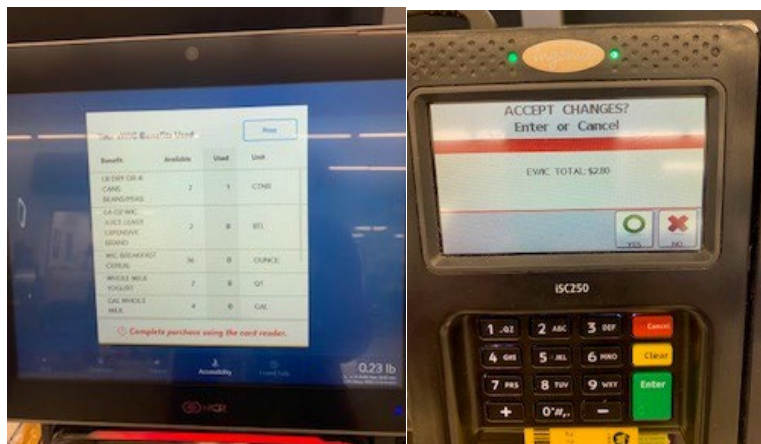 Your eWIC Benefits Used
Print
Benefit Available Used Unit
LB DRY OR 4
CANS
BEANS/PEAS
2 1 CTNR
64 OZ WIC
JUICE LEAST
EXPENSIVE
BRAND
2 0 BTL
WIC BREAKFAST
CEREAL
36 0 OUNCE
WHOLE MILK
YOGURT
0 QT
GAL WHOLE
MILK
4 0 GAL
Complete purchase using the card reader.
Accessibility
0.23 lb
NCR
ACCEPT CHANGES?
Enter or Cancel
EWIC TOTAL: $2.80
YES NO
iSC250
1 .QZ 2 ABC 3 DEF Cancel
4 GHI 5 JKL 6 MNO Clear
7 PRS 8 TUV 9 WXY Enter
+ 0*#,. -